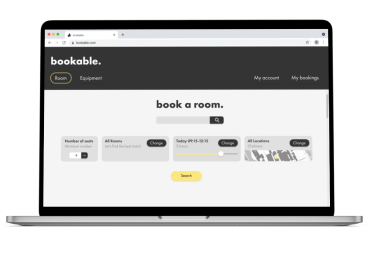 bookable
bookable.com
bookable.
Room
Equipment
My account
My bookings
book a room.
Number of seats
All Rooms
Change
Today 09:15-12:15
Change
All Locations
Change
Search